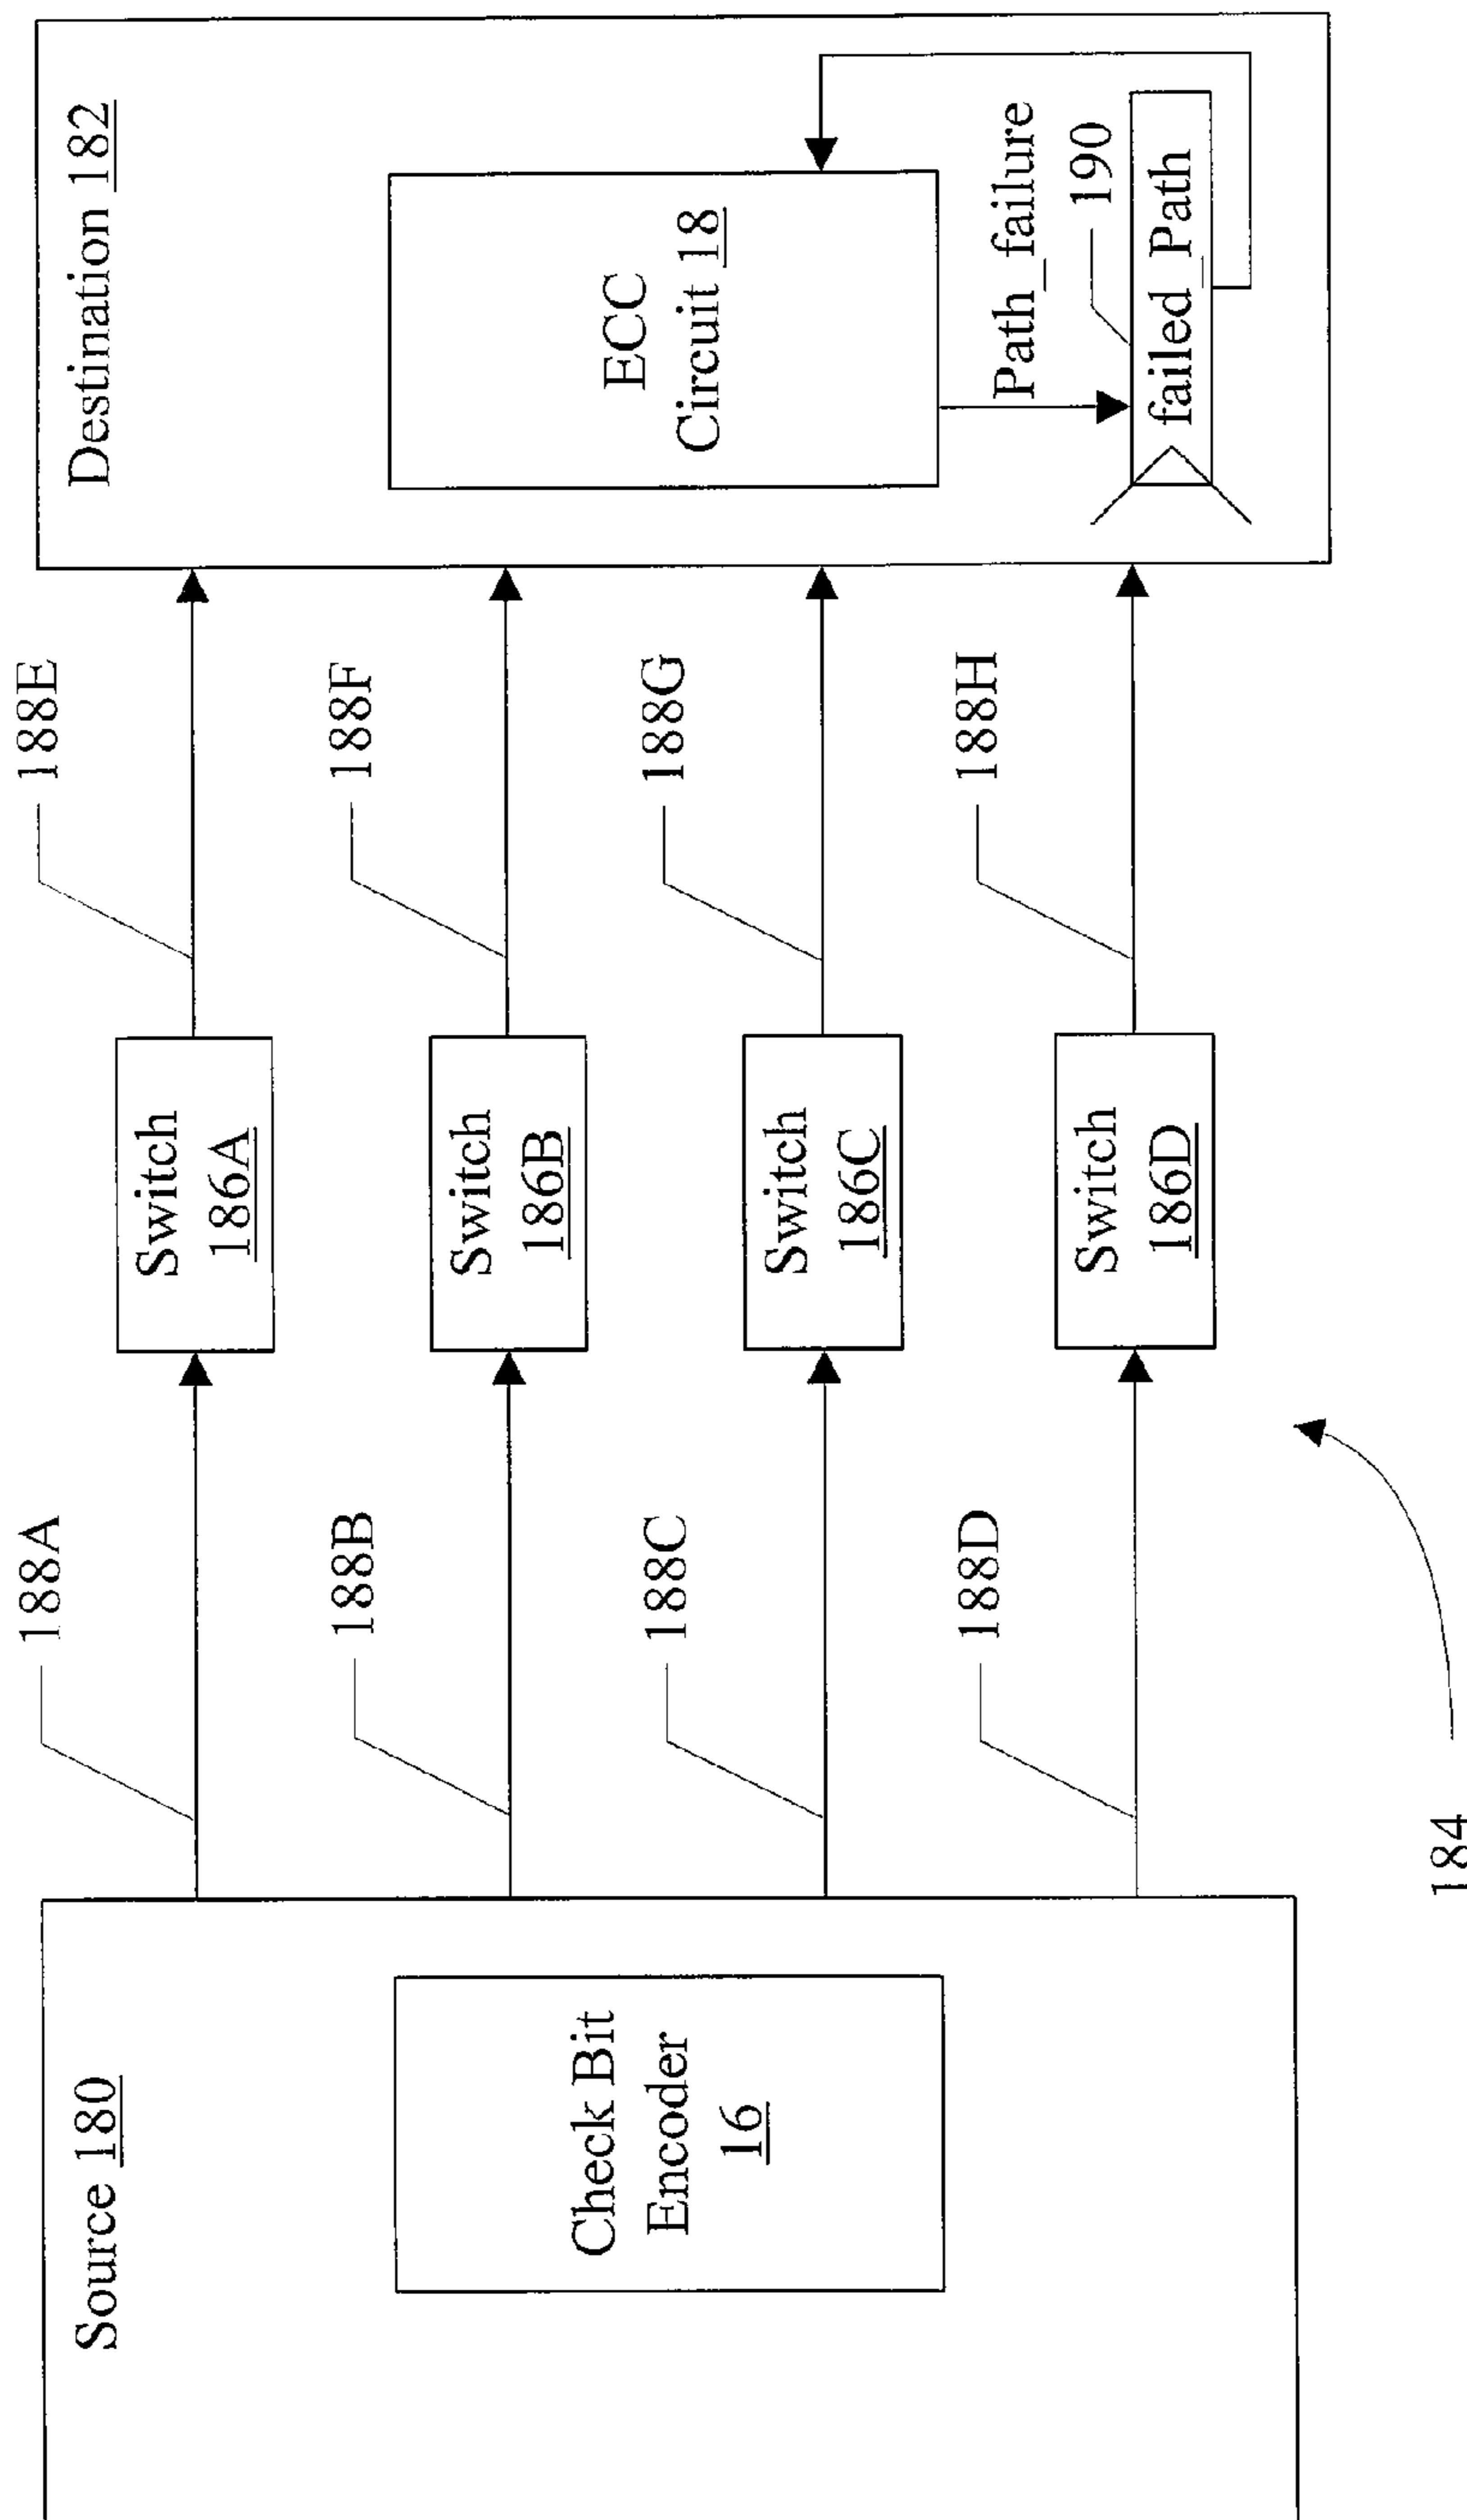 Source 180
Check Bit
Encoder
16
188A
188B
188C
188D
Switch
186A
Switch
186B
Switch
186C
Switch
186D
188E
188F
188G
188H
Destination 182
ECC
Circuit 18
Path_failure
190
failed_Path
184